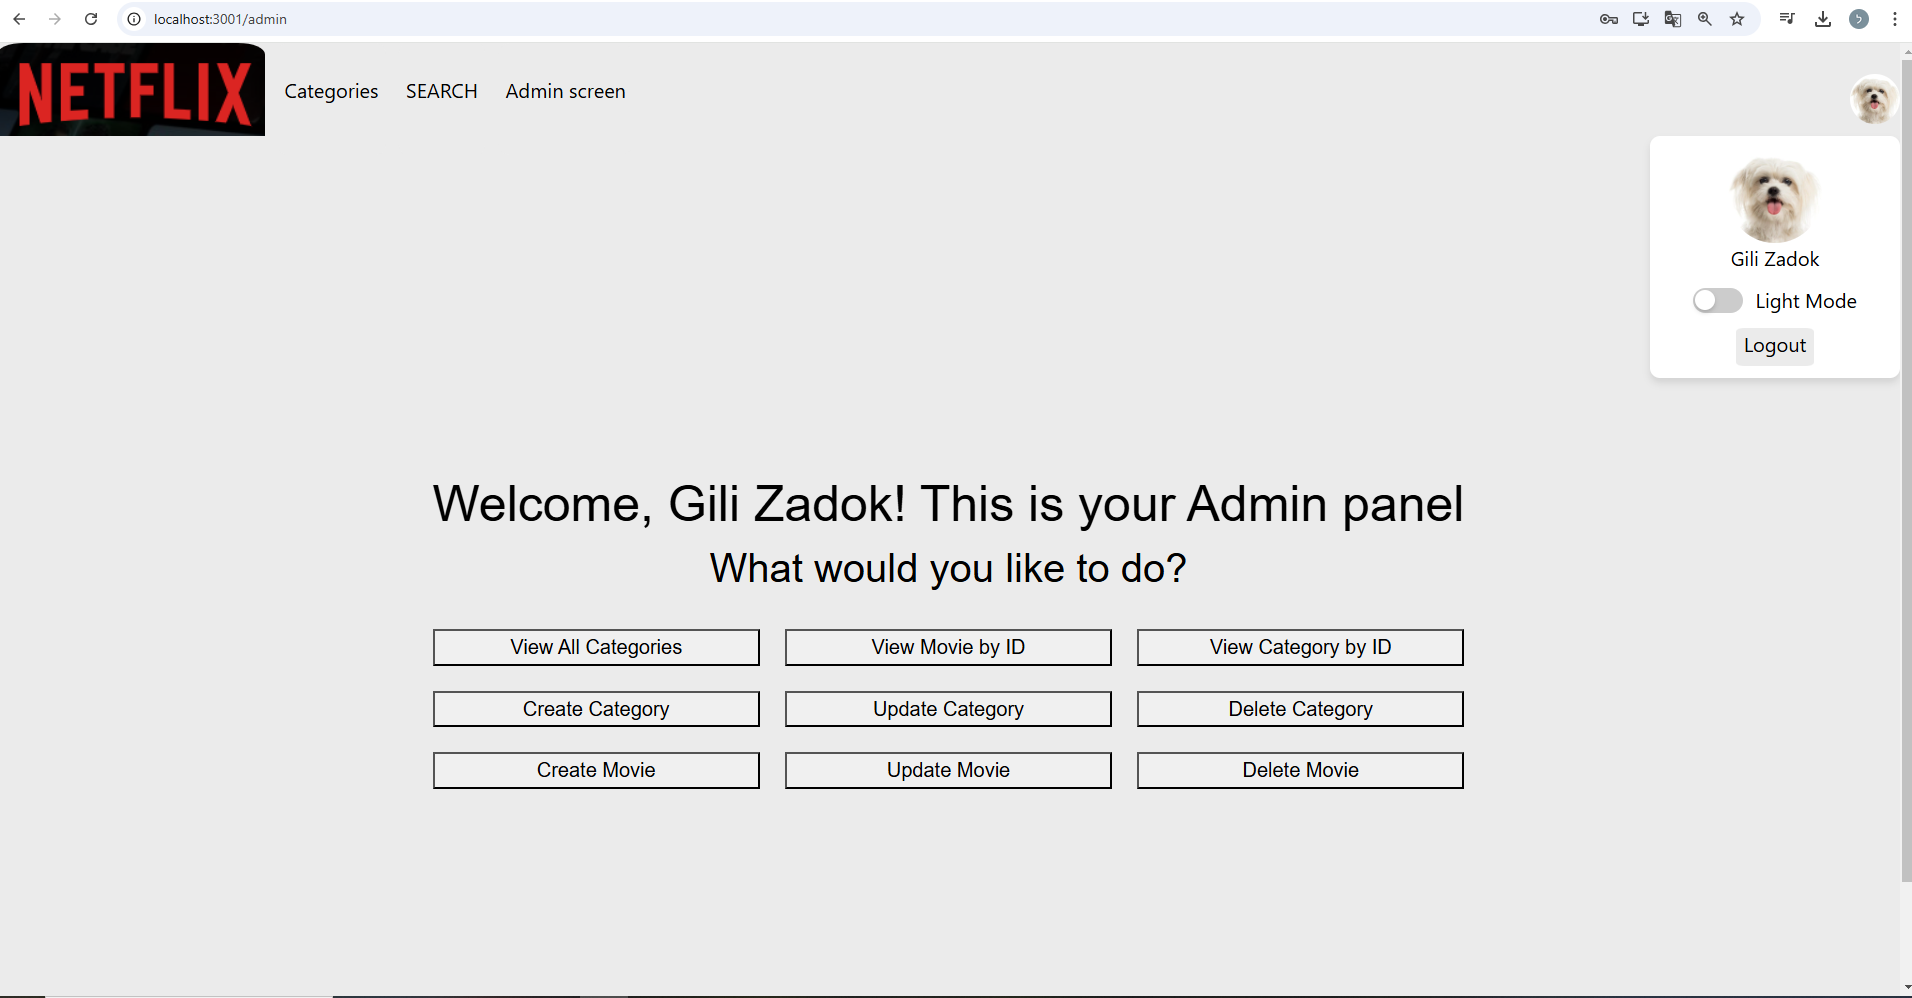 localhost:3001/admin
NETFLIX
Categories SEARCH Admin screen
Gili Zadok
Light Mode
Logout
Welcome, Gili Zadok! This is your Admin panel
What would you like to do?
View All Categories View Movie by ID View Category by ID
Create Category Update Category Delete Category
Create Movie Update Movie Delete Movie